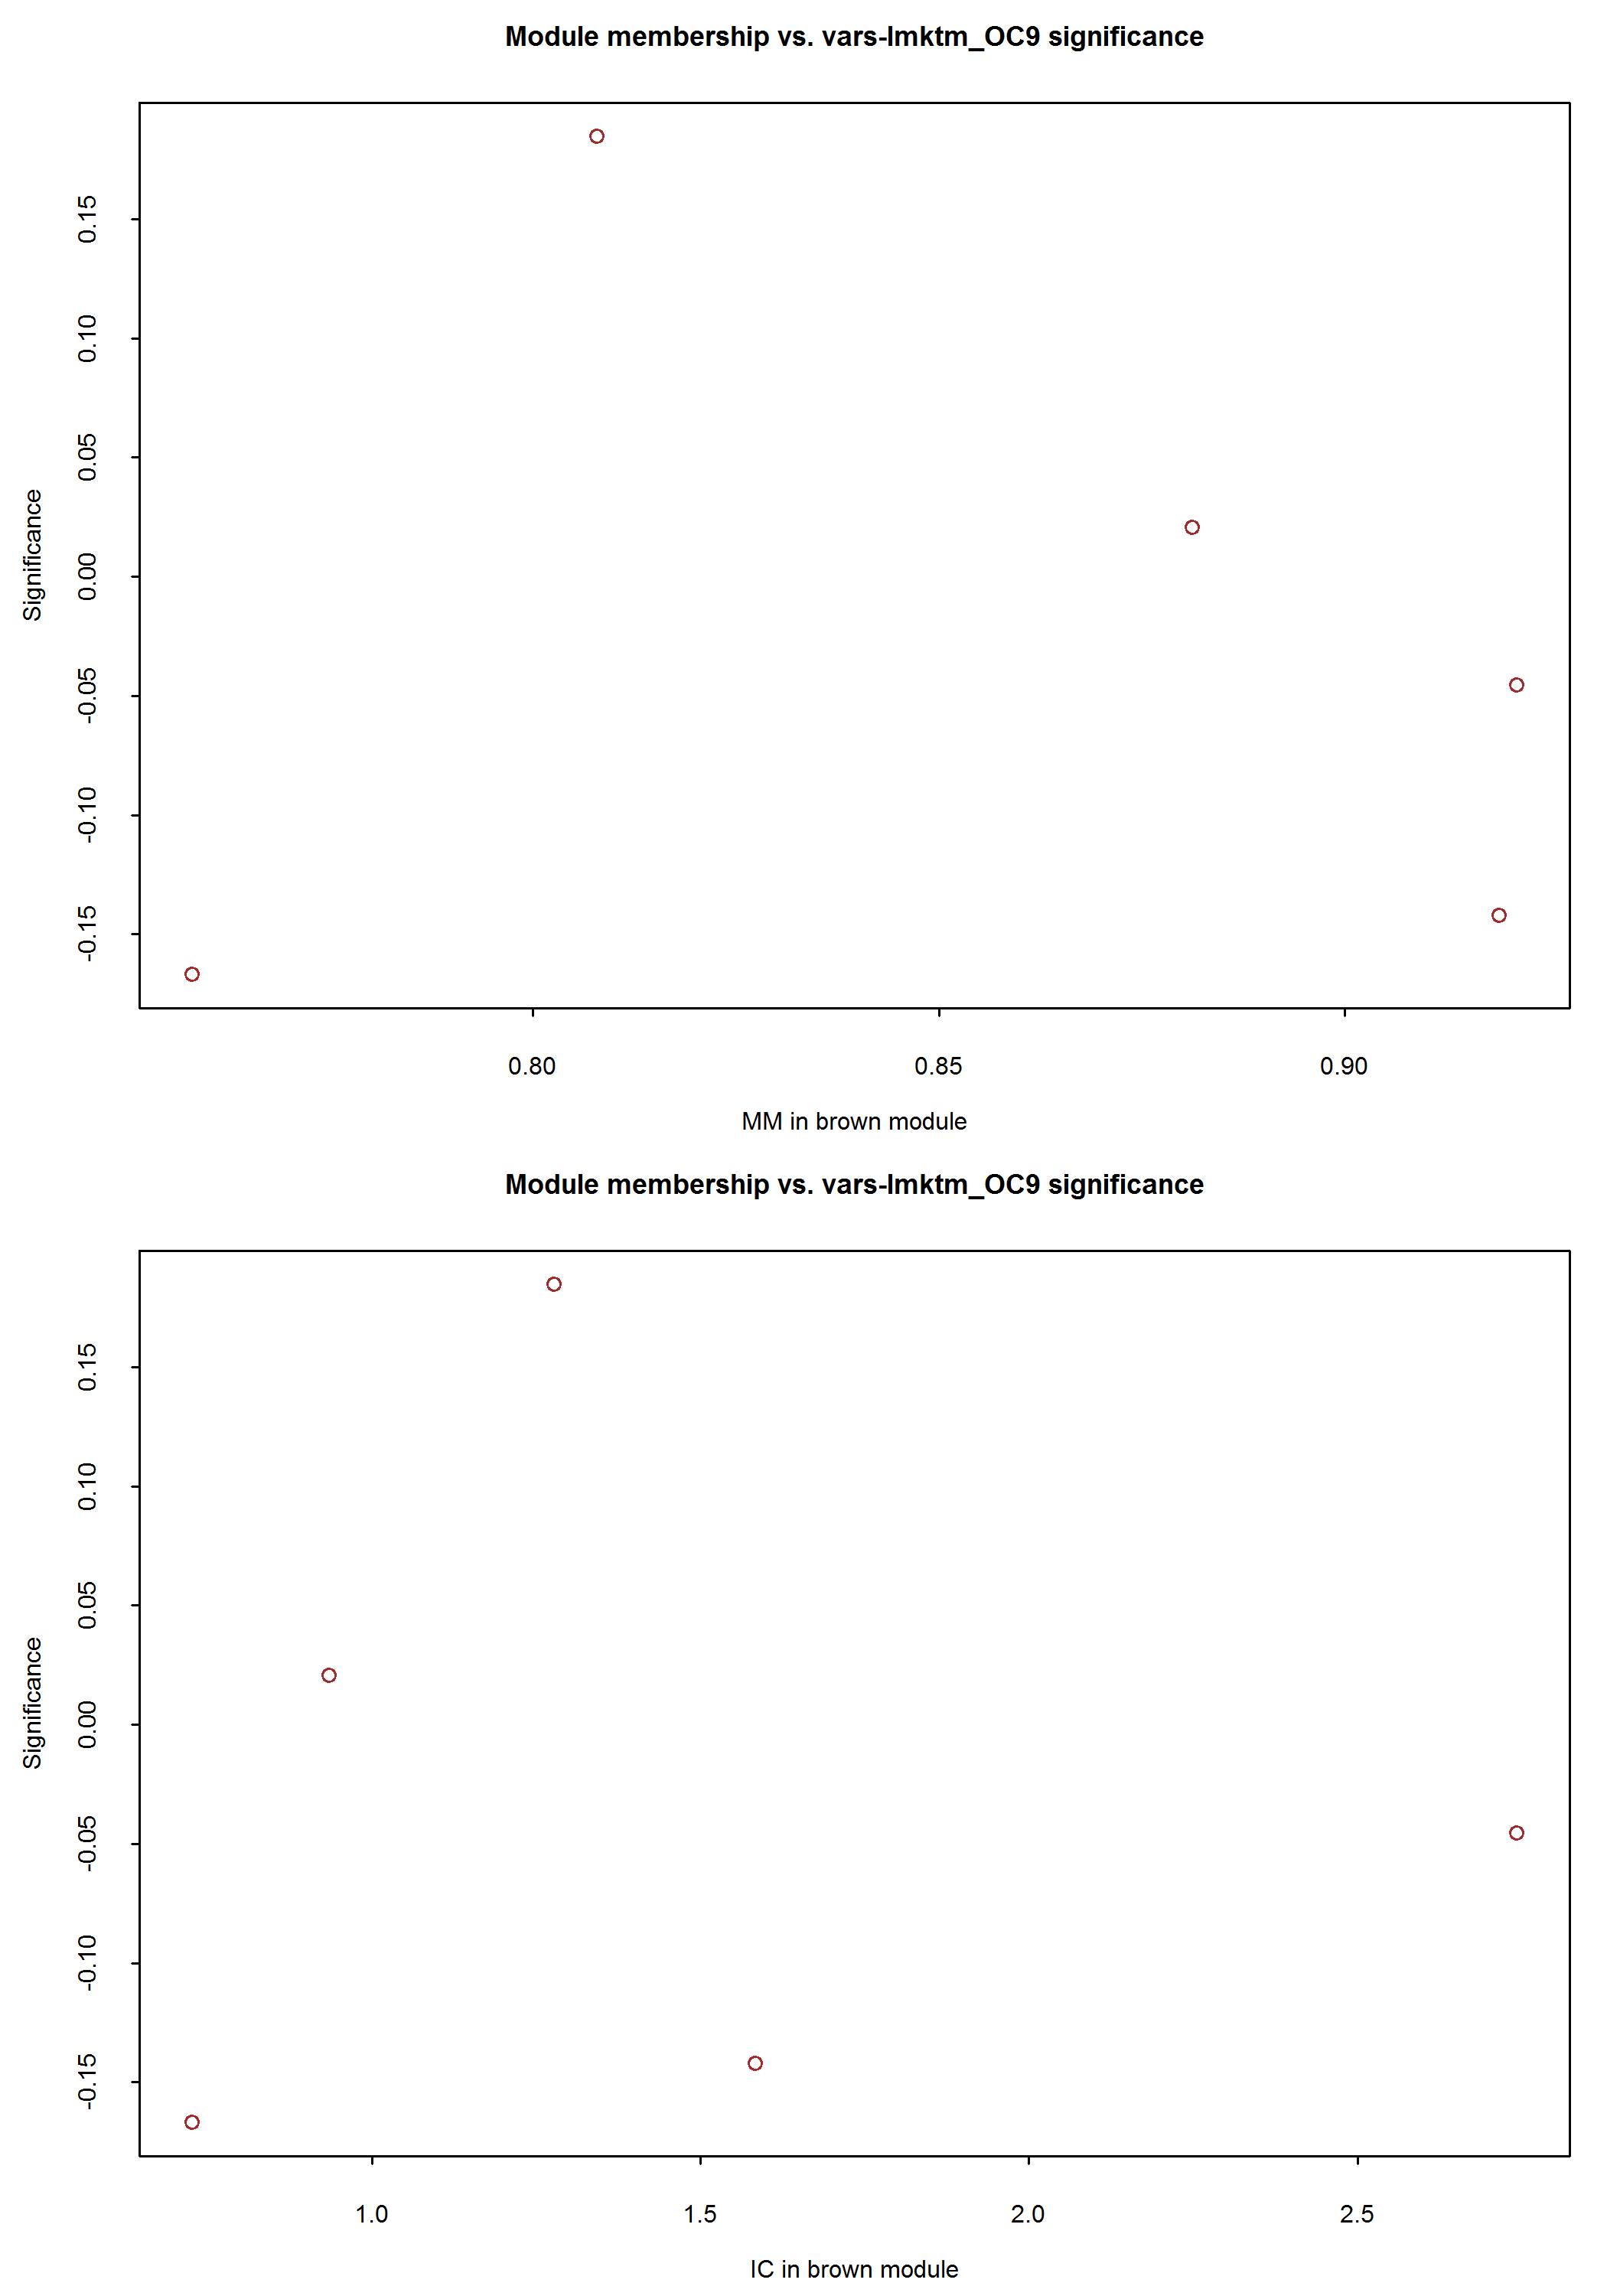 Module membership vs. vars-lmktm_OC9 significance
Significance
0.15
0.10
0.05
0.00
-0.05
-0.10
-0.15
0.80 0.85 0.90
MM in brown module
Module membership vs. vars-lmktm_OC9 significance
Significance
0.15
0.10
0.05
0.00
-0.05
-0.10
-0.15
1.0 1.5 2.0 2.5
IC in brown module